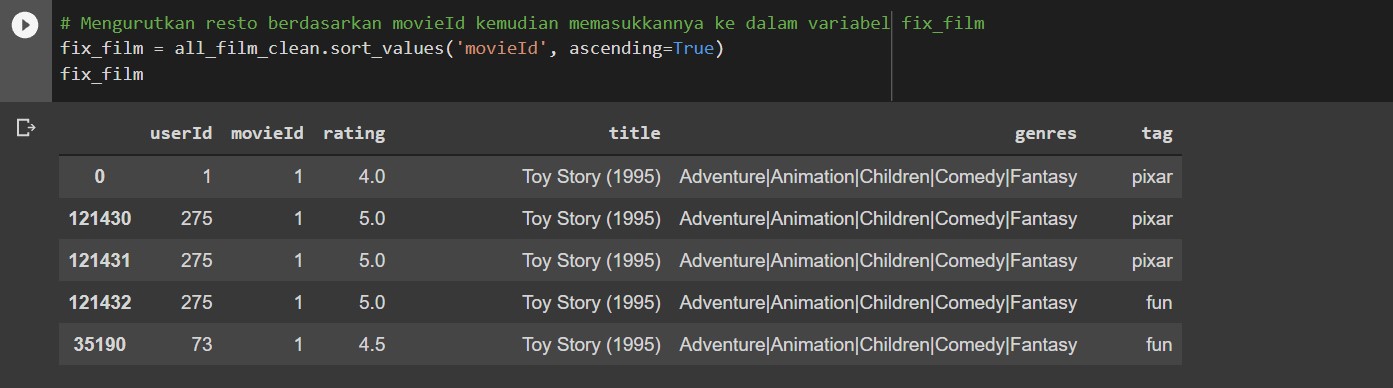 # Mengurutkan resto berdasarkan movieId kemudian memasukkannya ke dalam variabel fix_film
fix_film = all_film_clean.sort_values('movieId', ascending=True)
fix_film
userId movieId rating title genres tag
0 1 1 4.0 Toy Story (1995) Adventure|Animation|Children|Comedy|Fantasy pixar
121430 275 1 5.0 Toy Story (1995) Adventure|Animation|Children|Comedy|Fantasy pixar
121431 275 1 5.0 Toy Story (1995) Adventure|Animation|Children|Comedy|Fantasy pixar
121432 275 1 5.0 Toy Story (1995) Adventure|Animation|Children|Comedy|Fantasy fun
35190 73 1 4.5 Toy Story (1995) Adventure|Animation|Children|Comedy|Fantasy fun